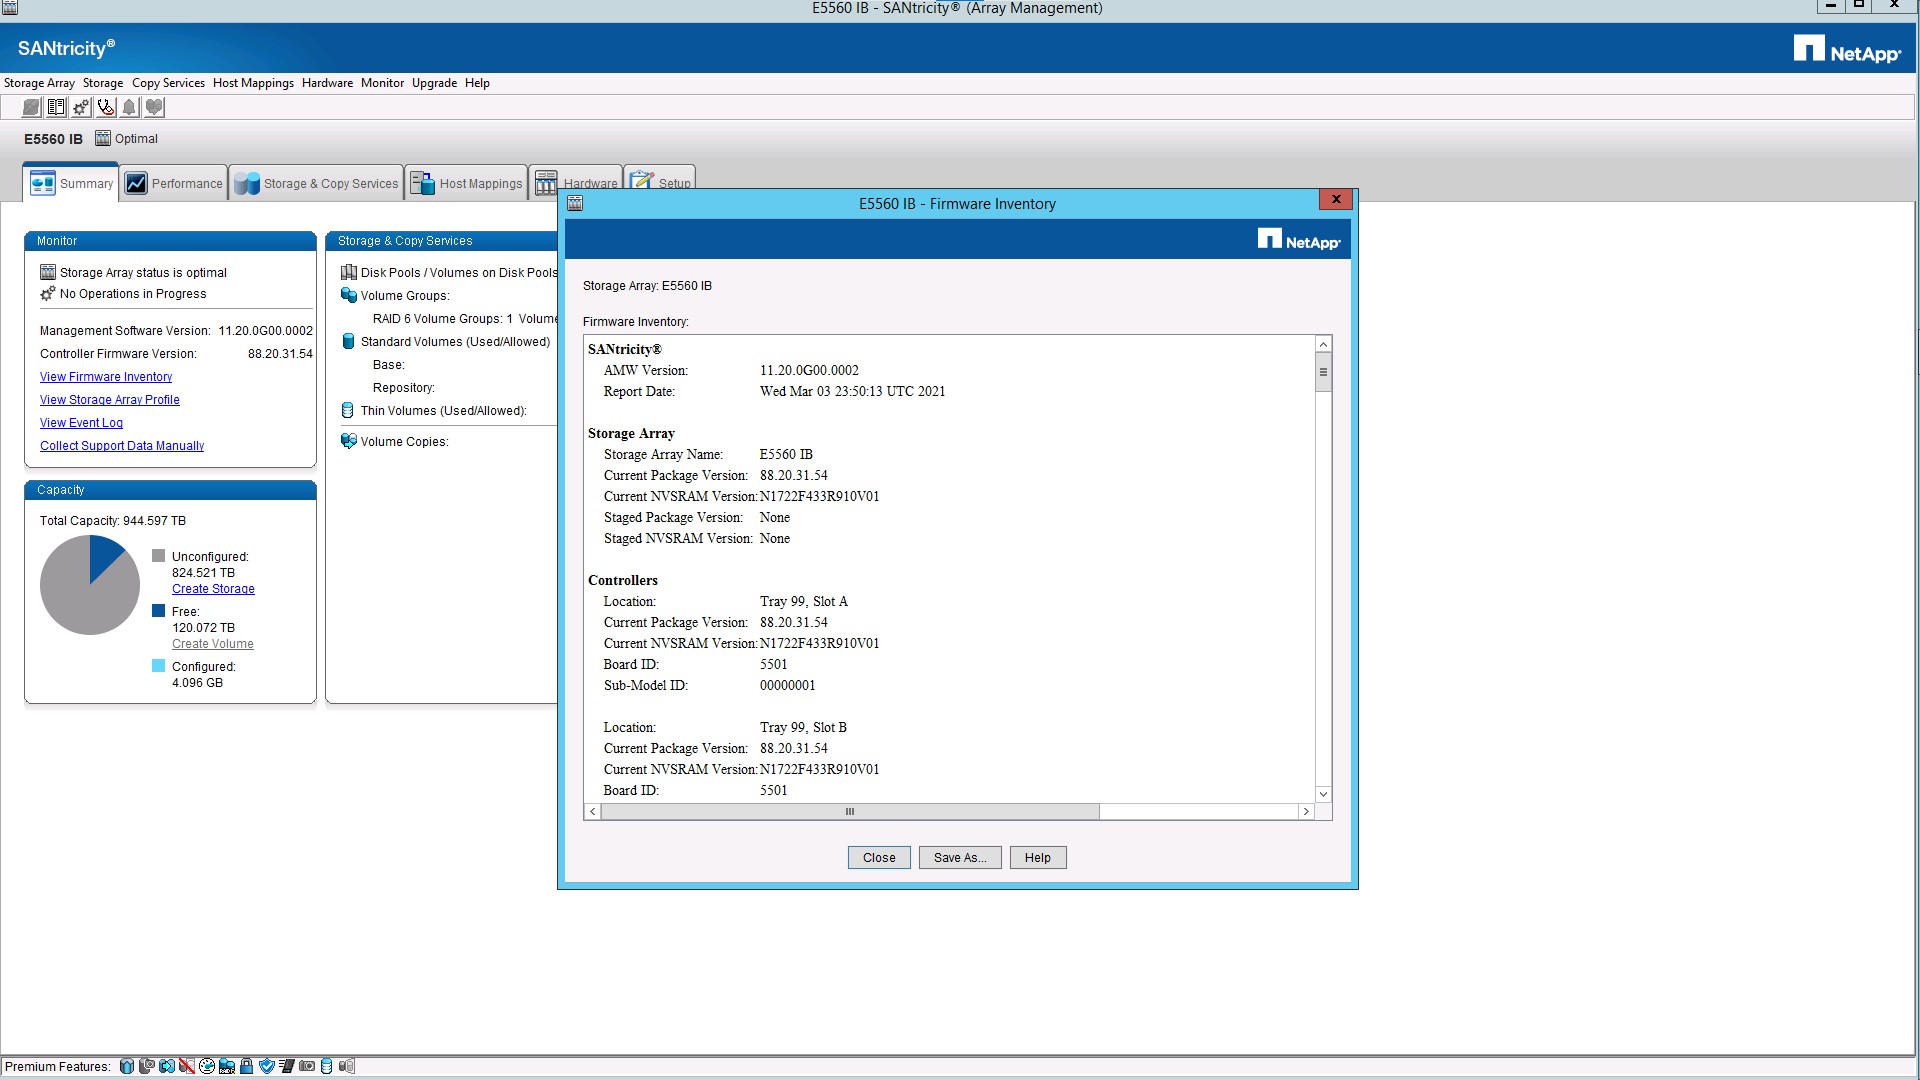 E5560 IB - SANtricity® (Array Management)
SANtricity®
NetApp®
Storage Array Storage Copy Services Host Mappings Hardware Monitor Upgrade Help
E5560 IB Optimal
Summary Performance Storage & Copy Services Host Mappings Hardware Setup
Monitor
Storage Array status is optimal
No Operations in Progress
Management Software Version: 11.20.0G00.0002
Controller Firmware Version: 88.20.31.54
View Firmware Inventory
View Storage Array Profile
View Event Log
Collect Support Data Manually
Capacity
Total Capacity: 944.597 TB
Unconfigured:
824.521 TB
Create Storage
Free:
120.072 TB
Create Volume
Configured:
4.096 GB
Storage & Copy Services
Disk Pools / Volumes on Disk Pools
Volume Groups:
RAID 6 Volume Groups: 1 Volume
Standard Volumes (Used/Allowed)
Base:
Repository:
Thin Volumes (Used/Allowed):
Volume Copies:
E5560 IB - Firmware Inventory
NetApp®
Storage Array: E5560 IB
Firmware Inventory:
SANtricity®
AMW Version: 11.20.0G00.0002
Report Date: Wed Mar 03 23:50:13 UTC 2021
Storage Array
Storage Array Name: E5560 IB
Current Package Version: 88.20.31.54
Current NVSRAM Version: N1722F433R910V01
Staged Package Version: None
Staged NVSRAM Version: None
Controllers
Location: Tray 99, Slot A
Current Package Version: 88.20.31.54
Current NVSRAM Version: N1722F433R910V01
Board ID: 5501
Sub-Model ID: 00000001
Location: Tray 99, Slot B
Current Package Version: 88.20.31.54
Current NVSRAM Version: N1722F433R910V01
Board ID: 5501
Close Save As... Help
Premium Features: